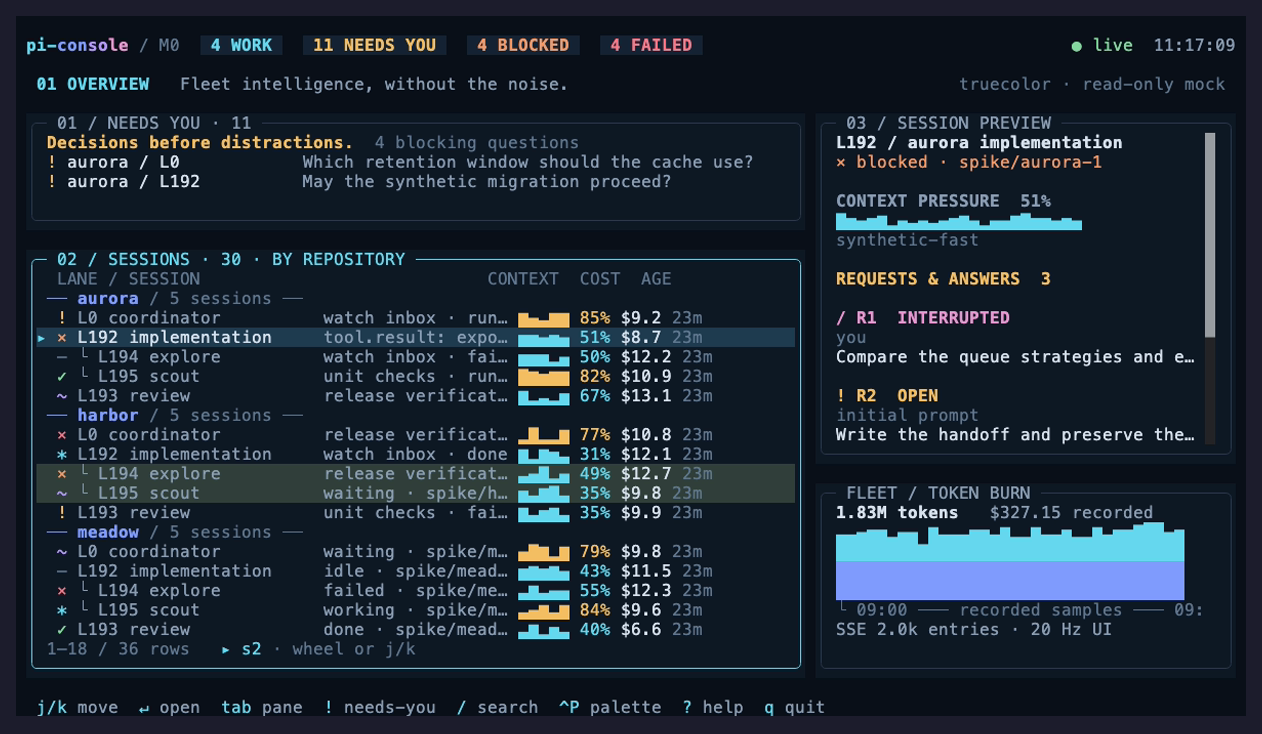 pi-console / M0  4 WORK  11 NEEDS YOU  4 BLOCKED  4 FAILED  ● live  11:17:09
01 OVERVIEW  Fleet intelligence, without the noise.  truecolor · read-only mock
01 / NEEDS YOU · 11
Decisions before distractions.  4 blocking questions
! aurora / L0  Which retention window should the cache use?
! aurora / L192  May the synthetic migration proceed?
02 / SESSIONS · 30 · BY REPOSITORY
LANE / SESSION  CONTEXT  COST  AGE
── aurora / 5 sessions ──
! L0 coordinator  watch inbox · run…  85% $9.2 23m
▸ × L192 implementation  tool.result: expo…  51% $8.7 23m
– └ L194 explore  watch inbox · fai…  50% $12.2 23m
✓ └ L195 scout  unit checks · run…  82% $10.9 23m
~ L193 review  release verificat…  67% $13.1 23m
── harbor / 5 sessions ──
× L0 coordinator  release verificat…  77% $10.8 23m
* L192 implementation  watch inbox · done  31% $12.1 23m
× └ L194 explore  release verificat…  49% $12.7 23m
~ └ L195 scout  waiting · spike/h…  35% $9.8 23m
! L193 review  unit checks · fai…  35% $9.9 23m
── meadow / 5 sessions ──
~ L0 coordinator  waiting · spike/m…  79% $9.8 23m
– L192 implementation  idle · spike/mead…  43% $11.5 23m
× └ L194 explore  failed · spike/me…  55% $12.3 23m
* └ L195 scout  working · spike/m…  84% $9.6 23m
✓ L193 review  done · spike/mead…  40% $6.6 23m
1–18 / 36 rows  ▸ s2 · wheel or j/k
03 / SESSION PREVIEW
L192 / aurora implementation
× blocked · spike/aurora-1
CONTEXT PRESSURE  51%
synthetic-fast
REQUESTS & ANSWERS  3
/ R1  INTERRUPTED
you
Compare the queue strategies and e…
! R2  OPEN
initial prompt
Write the handoff and preserve the…
FLEET / TOKEN BURN
1.83M tokens  $327.15 recorded
└ 09:00 ─── recorded samples ─── 09:
SSE 2.0k entries · 20 Hz UI
j/k move  ↵ open  tab pane  ! needs-you  / search  ^P palette  ? help  q quit